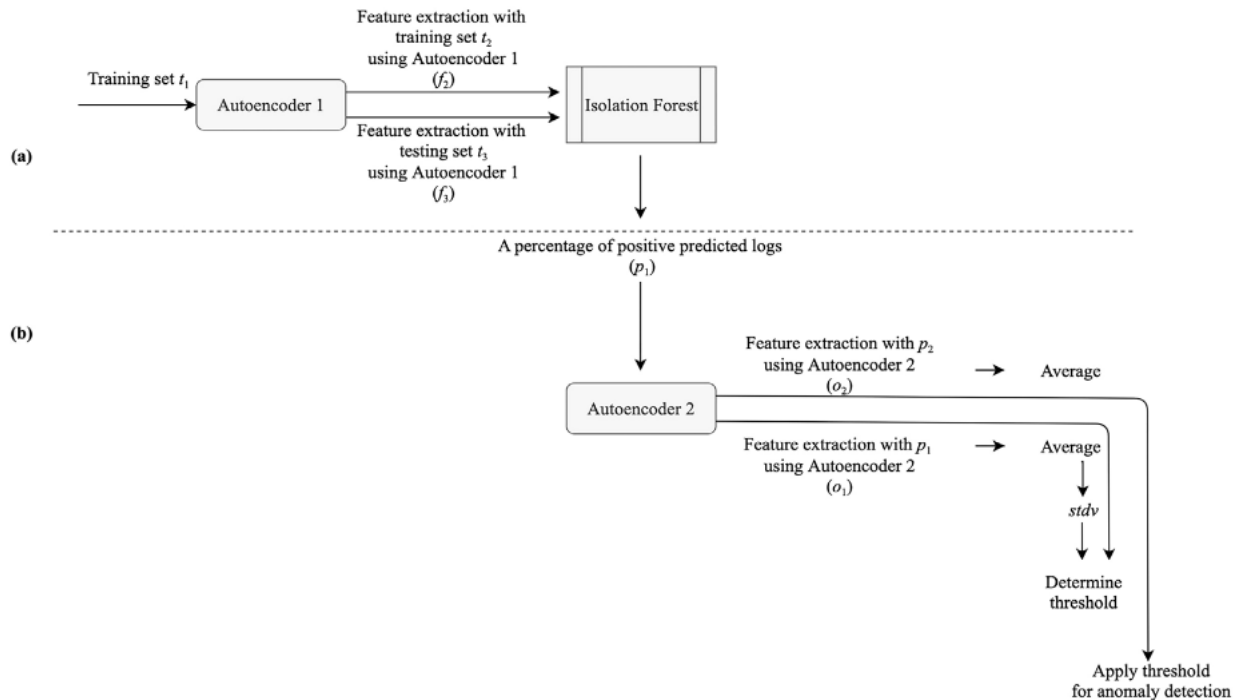 Feature extraction with
training set t₂
using Autoencoder 1
(f₂)
Training set t₁
Autoencoder 1
Isolation Forest
Feature extraction with
testing set t₃
using Autoencoder 1
(f₃)
(a)
A percentage of positive predicted logs
(p₁)
(b)
Feature extraction with p₂
using Autoencoder 2
(o₂)
Average
Autoencoder 2
Feature extraction with p₁
using Autoencoder 2
(o₁)
Average
stdv
Determine
threshold
Apply threshold
for anomaly detection